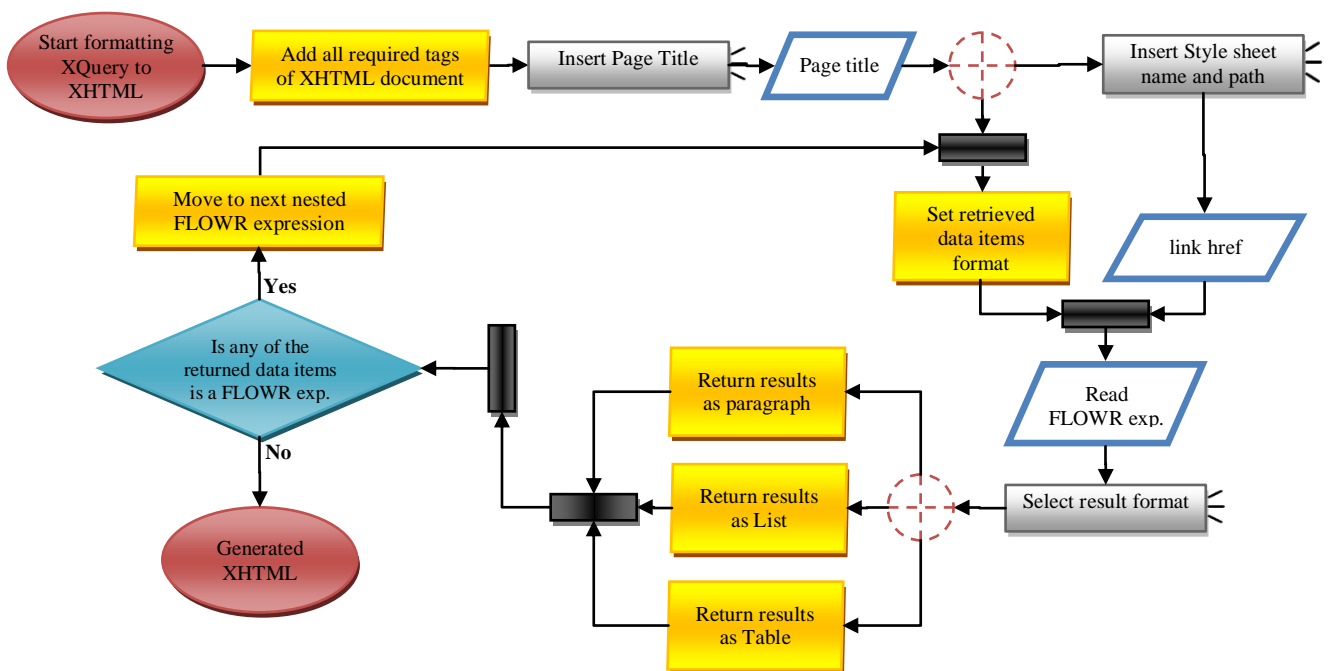 Start formatting
XQuery to
XHTML
Add all required tags
of XHTML document
Insert Page Title
Page title
Insert Style sheet
name and path
Move to next nested
FLOWR expression
Set retrieved
data items
format
link href
Yes
Is any of the
returned data items
is a FLOWR exp.
No
Return results
as paragraph
Read
FLOWR exp.
Return results
as List
Select result format
Generated
XHTML
Return results
as Table